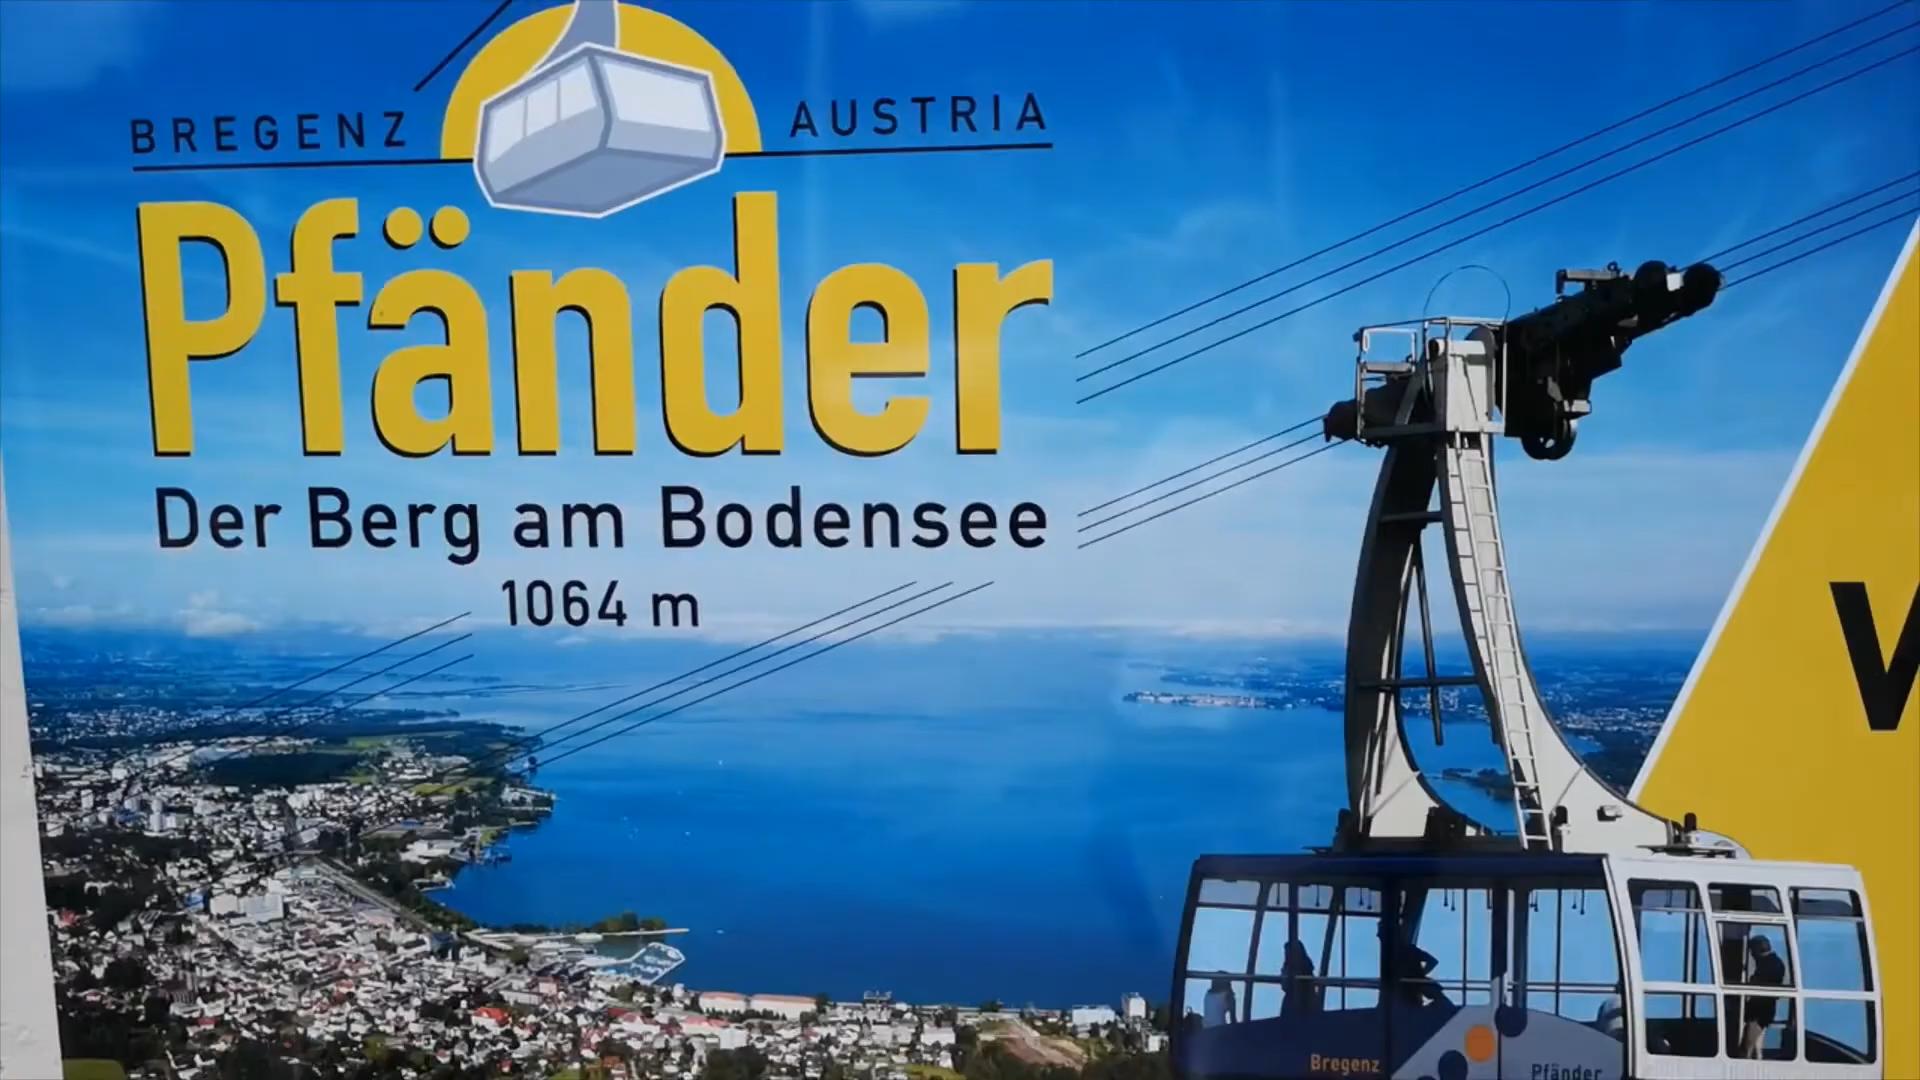 BREGENZ AUSTRIA
Pfänder
Der Berg am Bodensee
1064 m
Bregenz
Pfänder